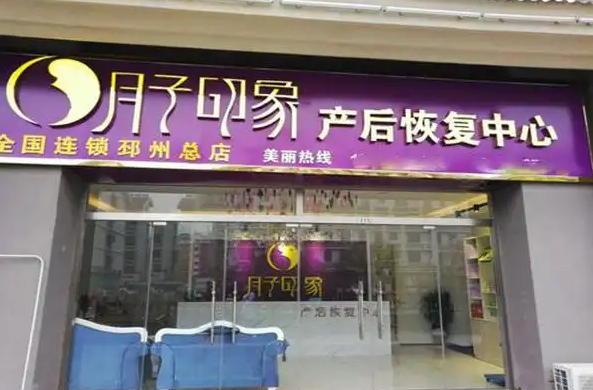 月子印象 产后恢复中心
全国连锁邳州总店 美丽热线
月子印象
产后恢复中心